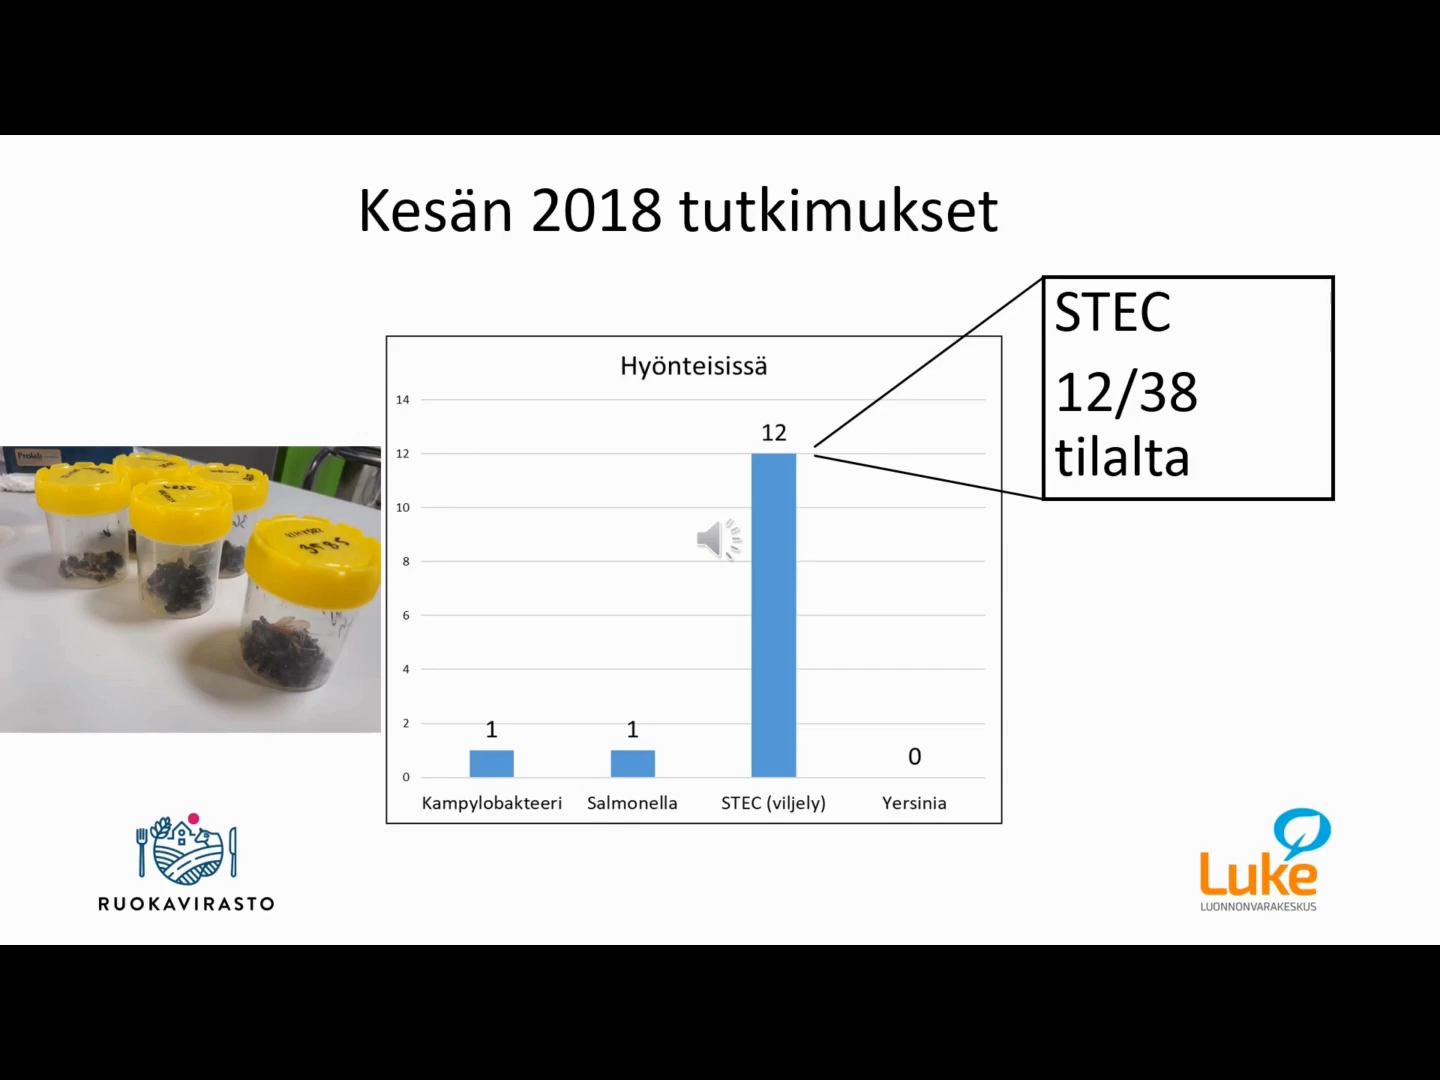 Kesän 2018 tutkimukset
STEC
12/38
tilalta
Hyönteisissä
14
12
10
8
6
4
2
0
1
1
12
0
Kampylobakteeri
Salmonella
STEC (viljely)
Yersinia
3585
RUOKAVIRASTO
Luke
LUONNONVARAKESKUS